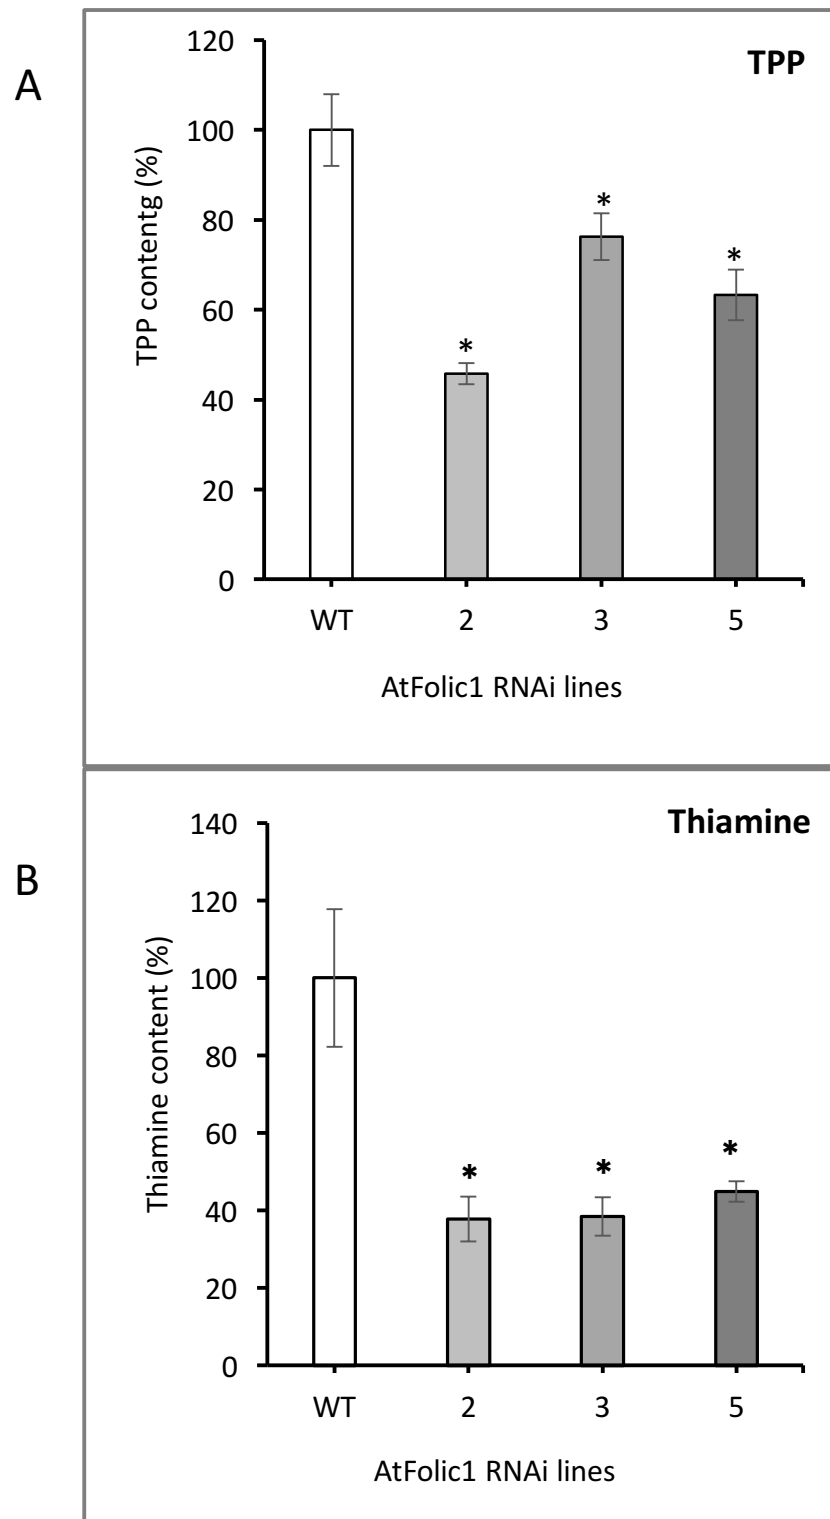 A
TPP
TPP contentg (%)
120
100
80
60
40
20
0
*
*
*
WT 2 3 5
AtFolic1 RNAi lines
B
Thiamine
Thiamine content (%)
140
120
100
80
60
40
20
0
*
*
*
WT 2 3 5
AtFolic1 RNAi lines